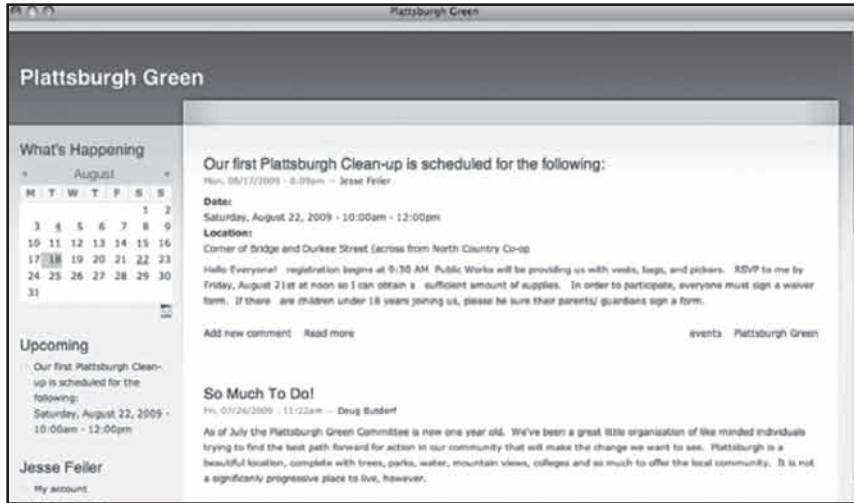 Plattsburgh Green
Plattsburgh Green
What's Happening
« August »
M T W T F S S
1 2
3 4 5 6 7 8 9
10 11 12 13 14 15 16
17 18 19 20 21 22 23
24 25 26 27 28 29 30
31
Upcoming
Our first Plattsburgh Clean-
up is scheduled for the
following:
Saturday, August 22, 2009 -
10:00am - 12:00pm
Jesse Feiler
My account
Our first Plattsburgh Clean-up is scheduled for the following:
Mon, 08/17/2009 - 8:09am — Jesse Feiler
Date:
Saturday, August 22, 2009 - 10:00am - 12:00pm
Location:
Corner of Bridge and Durkee Street (across from North Country Co-op
Hello Everyone! registration begins at 9:30 AM Public Works will be providing us with vests, bags, and pickers. RSVP to me by
Friday, August 21st at noon so I can obtain a sufficient amount of supplies. In order to participate, everyone must sign a waiver
form. If there are children under 18 years joining us, please be sure their parents/ guardians sign a form.
Add new comment Read more events Plattsburgh Green
So Much To Do!
Fri, 07/24/2009 - 11:22am — Doug Butdorf
As of July the Plattsburgh Green Committee is now one year old. We've been a great little organization of like minded individuals
trying to find the best path forward for action in our community that will make the change we want to see. Plattsburgh is a
beautiful location, complete with trees, parks, water, mountain views, colleges and so much to offer the local community. It is not
a significantly progressive place to live, however.